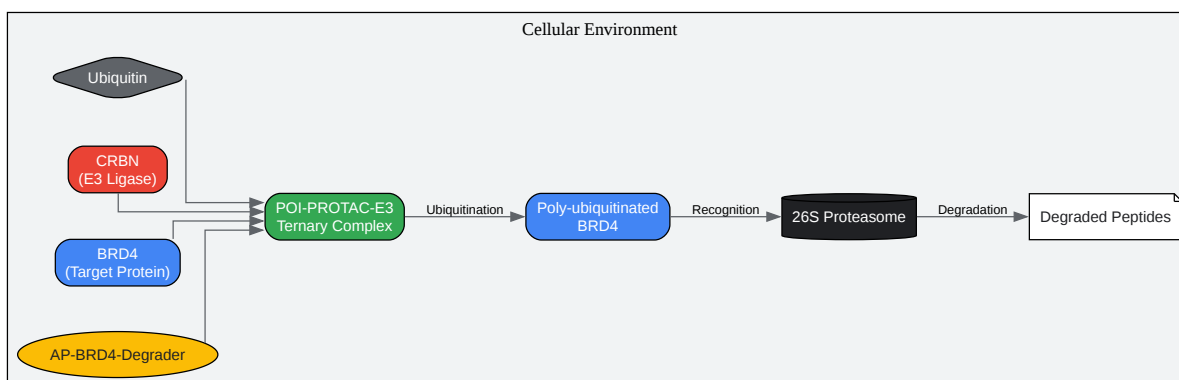 Cellular Environment
Ubiquitin
CRBN
(E3 Ligase)
BRD4
(Target Protein)
AP-BRD4-Degrader
POI-PROTAC-E3
Ternary Complex
Ubiquitination
Poly-ubiquitinated
BRD4
Recognition
26S Proteasome
Degradation
Degraded Peptides